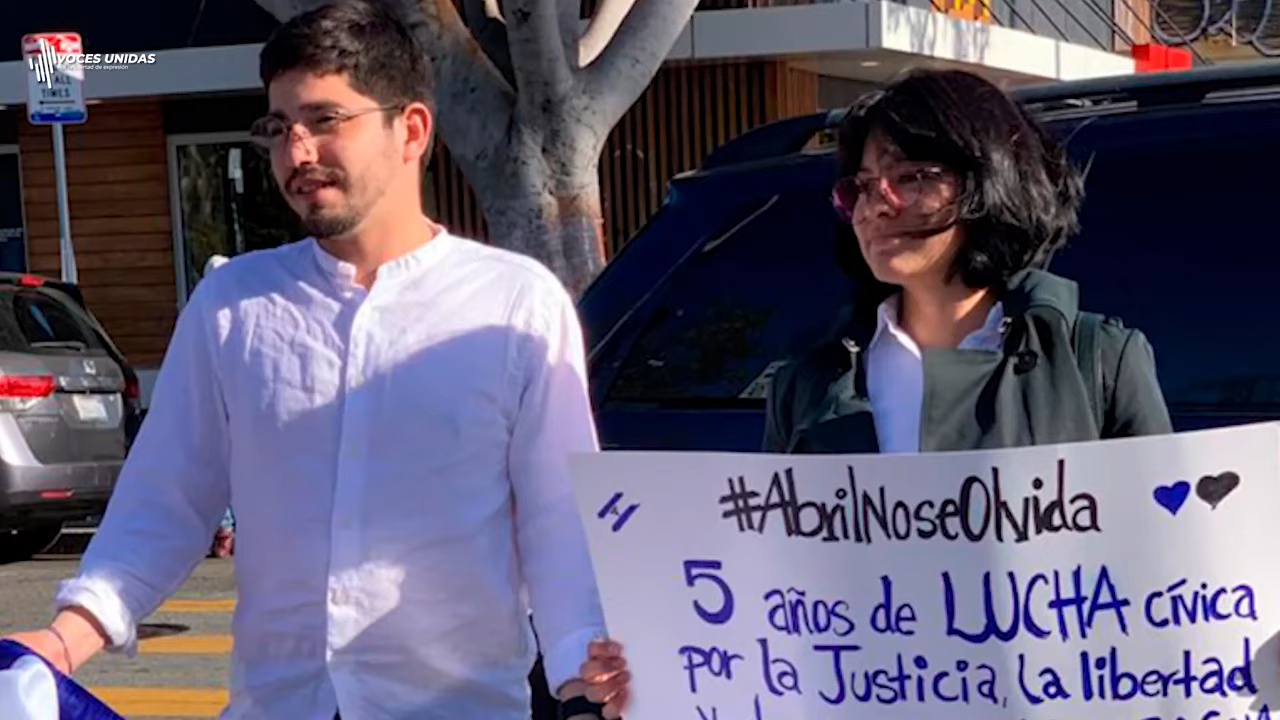 VOCES UNIDAS
ALL
TIMES
#AbrilNoseOlvida
5 años de LUCHA cívica
por la Justicia, la libertad